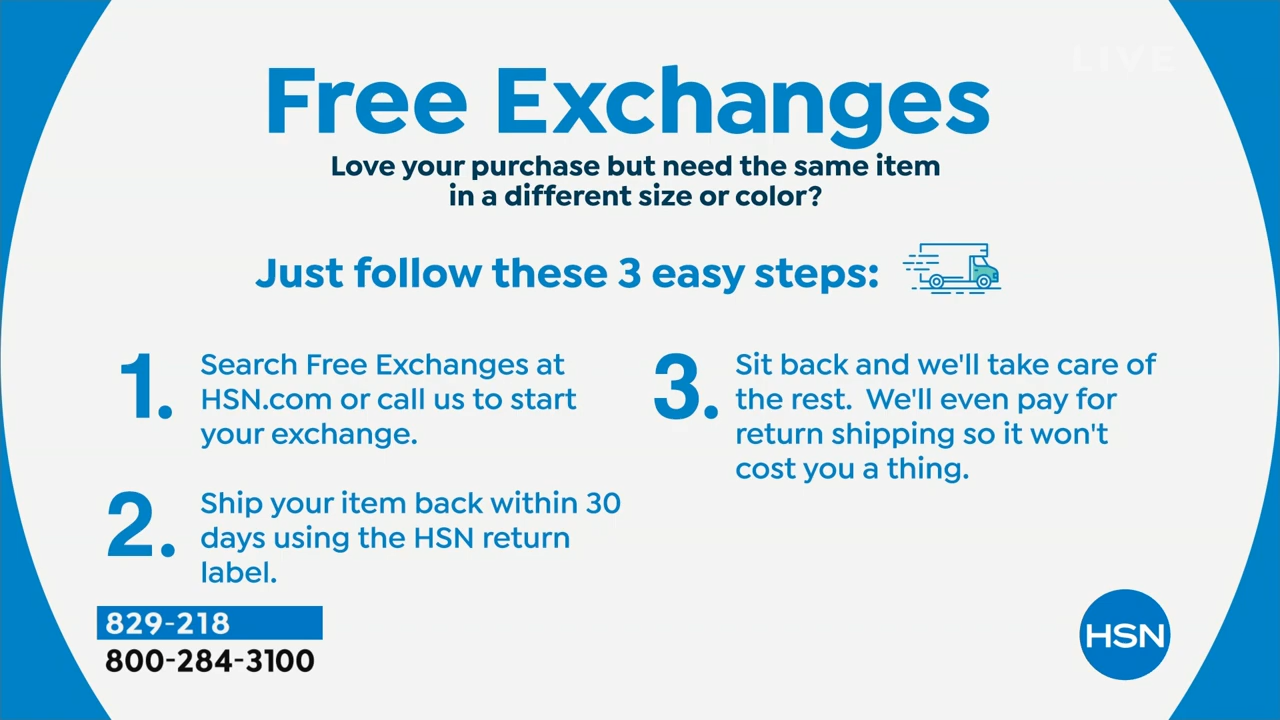 LIVE
Free Exchanges
Love your purchase but need the same item
in a different size or color?
Just follow these 3 easy steps:
1. Search Free Exchanges at
HSN.com or call us to start
your exchange.
2. Ship your item back within 30
days using the HSN return
label.
3. Sit back and we'll take care of
the rest. We'll even pay for
return shipping so it won't
cost you a thing.
829-218
800-284-3100
HSN